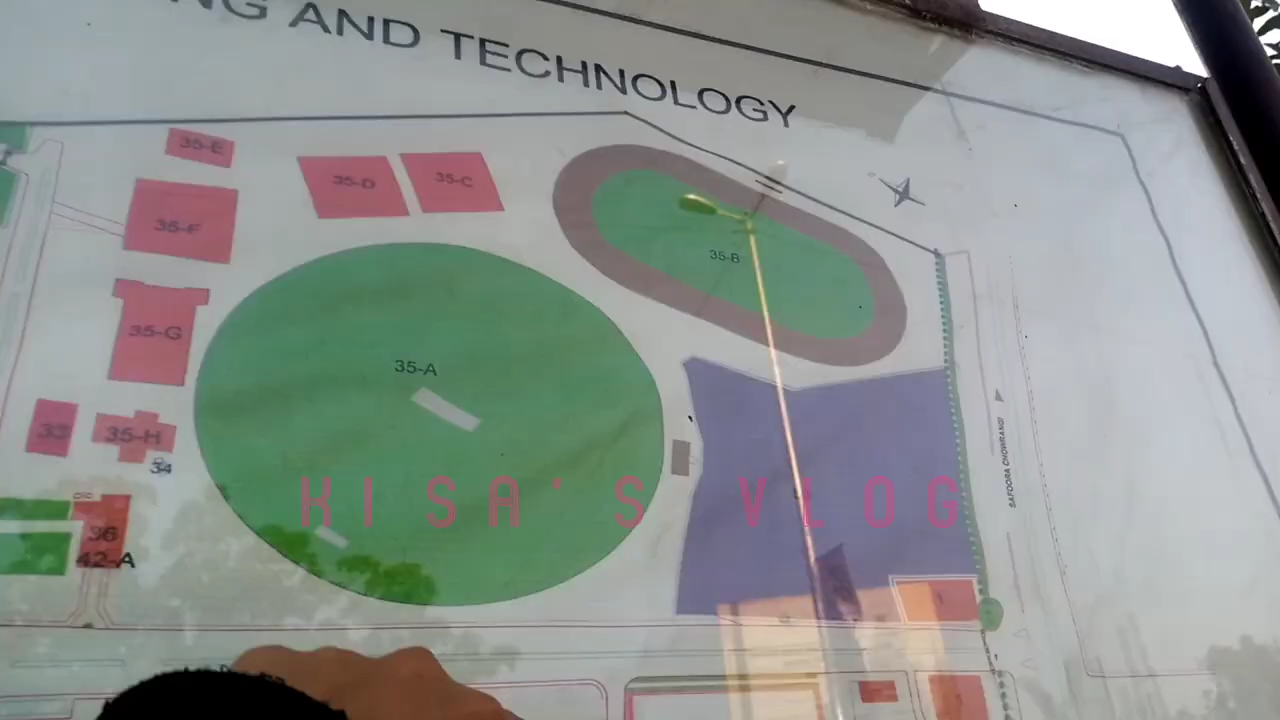 NG AND TECHNOLOGY
35-E
35-D
35-C
35-F
35-B
35-G
35-A
33
35-H
34
SAFOORA CHOWRANGI
KISA'S VLOG
36
42-A